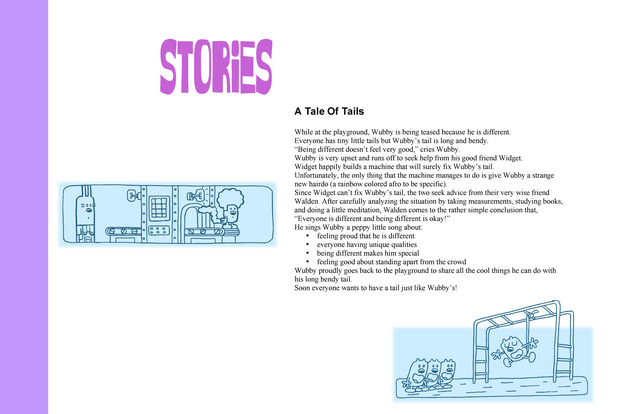 STORiES
A Tale Of Tails
While at the playground, Wubby is being teased because he is different.
Everyone has tiny little tails but Wubby's tail is long and bendy.
"Being different doesn't feel very good," cries Wubby.
Wubby is very upset and runs off to seek help from his good friend Widget.
Widget happily builds a machine that will surely fix Wubby's tail.
Unfortunately, the only thing that the machine manages to do is give Wubby a strange
new hairdo (a rainbow colored afro to be specific).
Since Widget can't fix Wubby's tail, the two seek advice from their very wise friend
Walden. After carefully analyzing the situation by taking measurements, studying books,
and doing a little meditation, Walden comes to the rather simple conclusion that,
"Everyone is different and being different is okay!"
He sings Wubby a peppy little song about:
• feeling proud that he is different
• everyone having unique qualities
• being different makes him special
• feeling good about standing apart from the crowd
Wubby proudly goes back to the playground to share all the cool things he can do with
his long bendy tail.
Soon everyone wants to have a tail just like Wubby's!